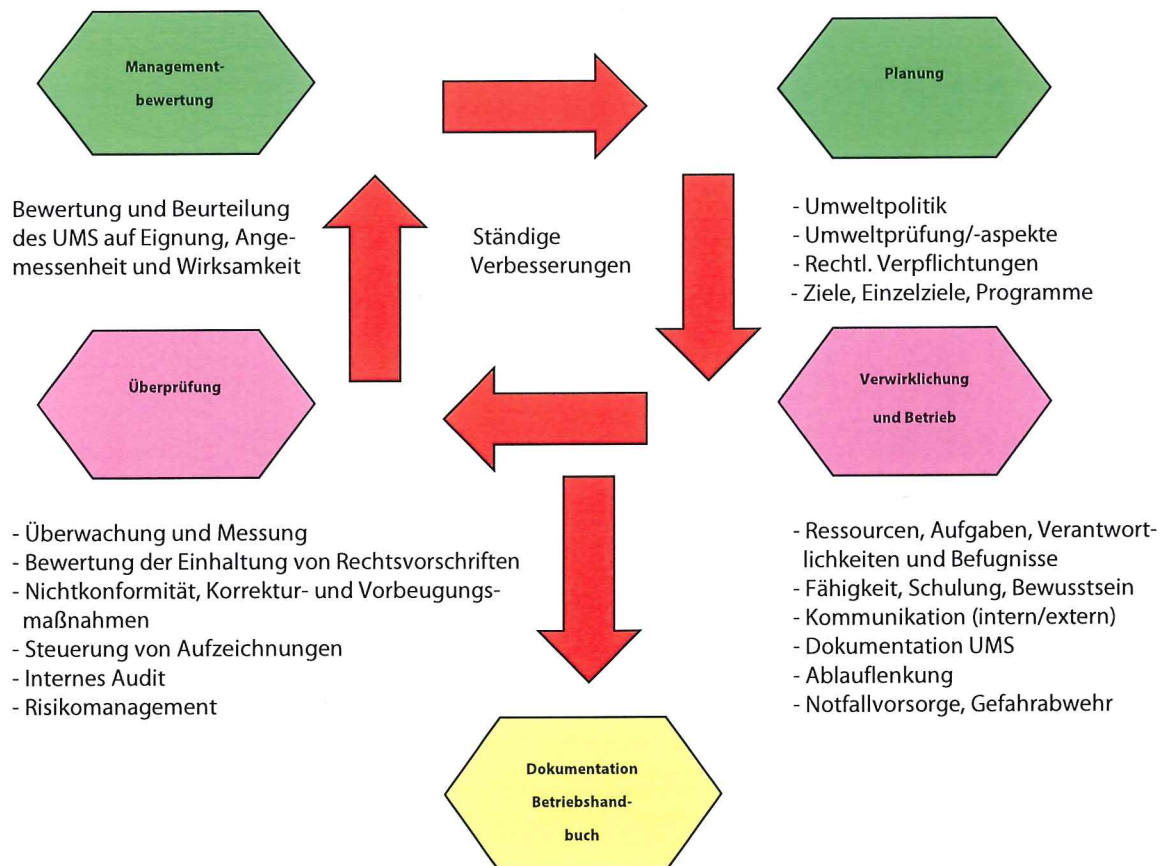 Management-
bewertung
Planung
Bewertung und Beurteilung
des UMS auf Eignung, Ange-
messenheit und Wirksamkeit
Ständige
Verbesserungen
- Umweltpolitik
- Umweltprüfung/-aspekte
- Rechtl. Verpflichtungen
- Ziele, Einzelziele, Programme
Überprüfung
Verwirklichung
und Betrieb
- Überwachung und Messung
- Bewertung der Einhaltung von Rechtsvorschriften
- Nichtkonformität, Korrektur- und Vorbeugungs-
maßnahmen
- Steuerung von Aufzeichnungen
- Internes Audit
- Risikomanagement
- Ressourcen, Aufgaben, Verantwort-
lichkeiten und Befugnisse
- Fähigkeit, Schulung, Bewusstsein
- Kommunikation (intern/extern)
- Dokumentation UMS
- Ablauflenkung
- Notfallvorsorge, Gefahrabwehr
Dokumentation
Betriebshand-
buch